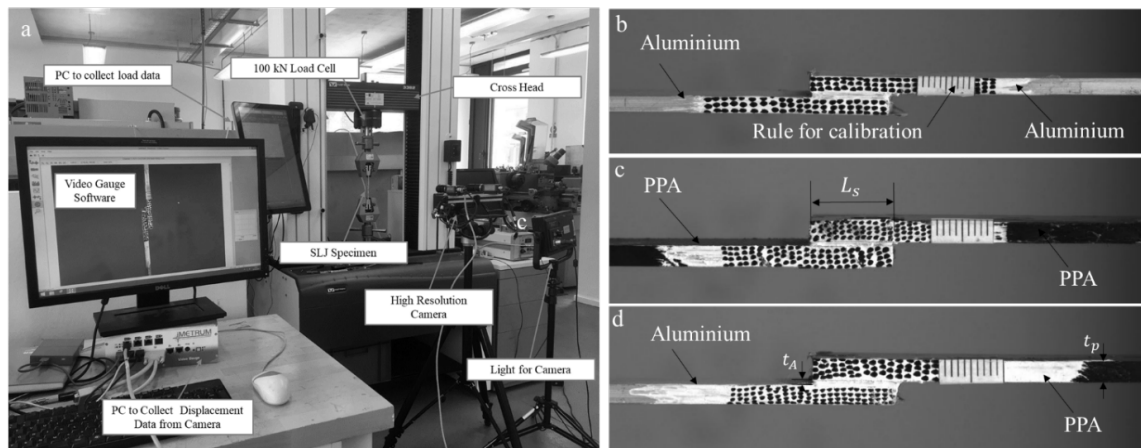 a
PC to collect load data
100 kN Load Cell
Cross Head
Video Gauge
Software
c
SLJ Specimen
High Resolution
Camera
Light for Camera
DELL
iMETRUM
PC to Collect Displacement
Data from Camera
b
Aluminium
Rule for calibration
Aluminium
c
PPA
L_S
PPA
d
Aluminium
t_A
t_p
PPA